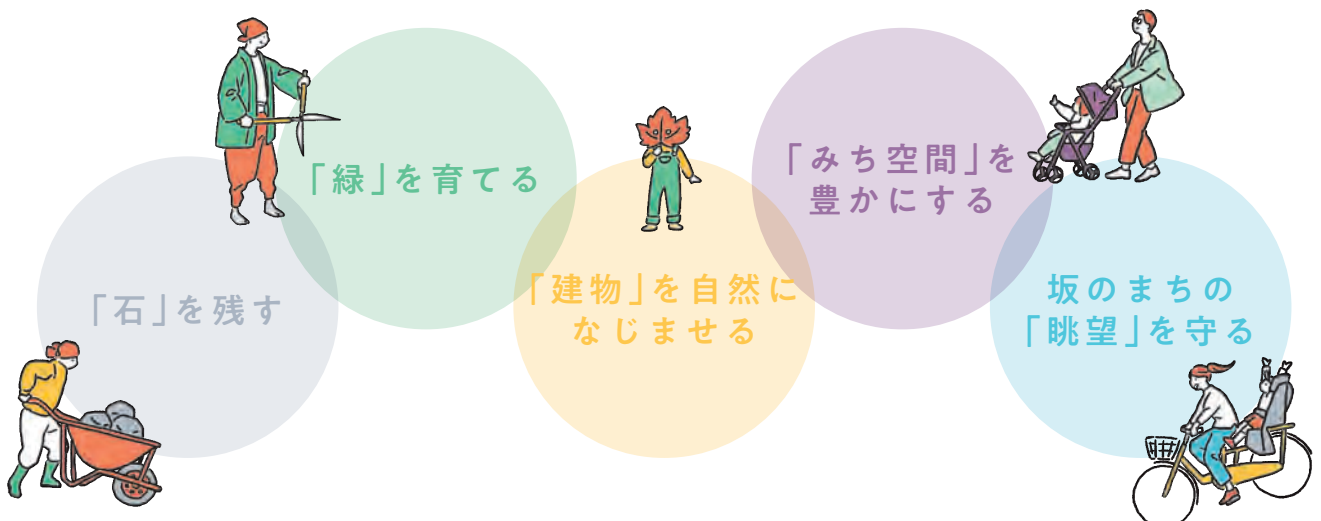 「石」を残す
「緑」を育てる
「建物」を自然に
なじませる
「みち空間」を
豊かにする
坂のまちの
「眺望」を守る